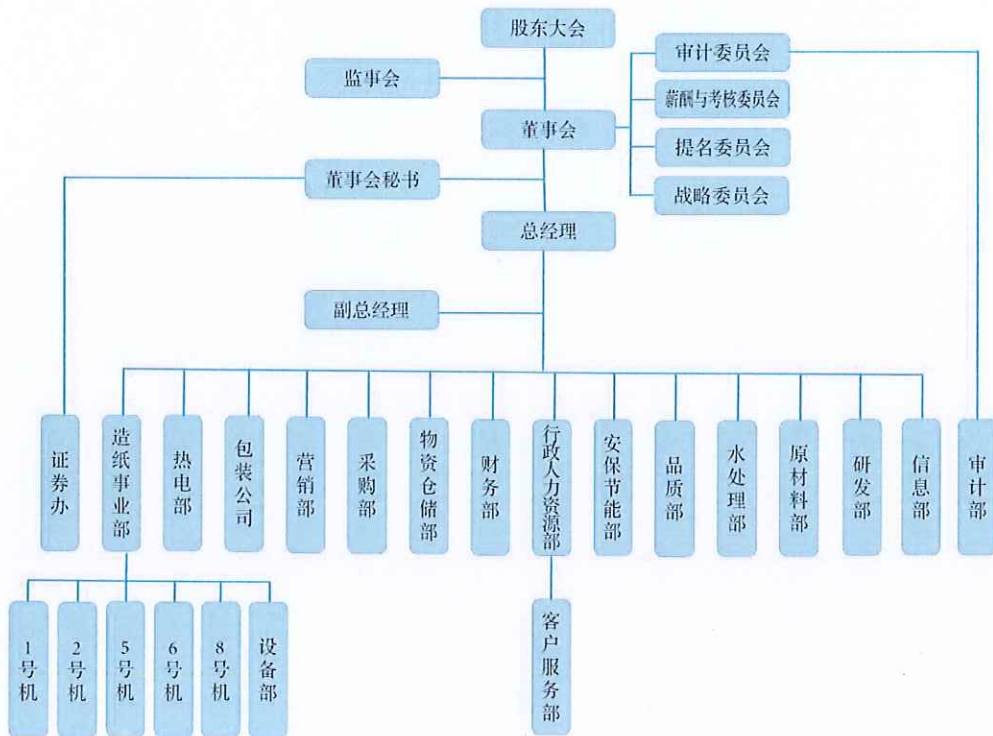 股东大会
监事会
审计委员会
薪酬与考核委员会
董事会
提名委员会
董事会秘书
战略委员会
总经理
副总经理
证券办
造纸事业部
热电部
包装公司
营销部
采购部
物资仓储部
财务部
行政人力资源部
安保节能部
品质部
水处理部
原材料部
研发部
信息部
审计部
1号机
2号机
5号机
6号机
8号机
设备部
客户服务部